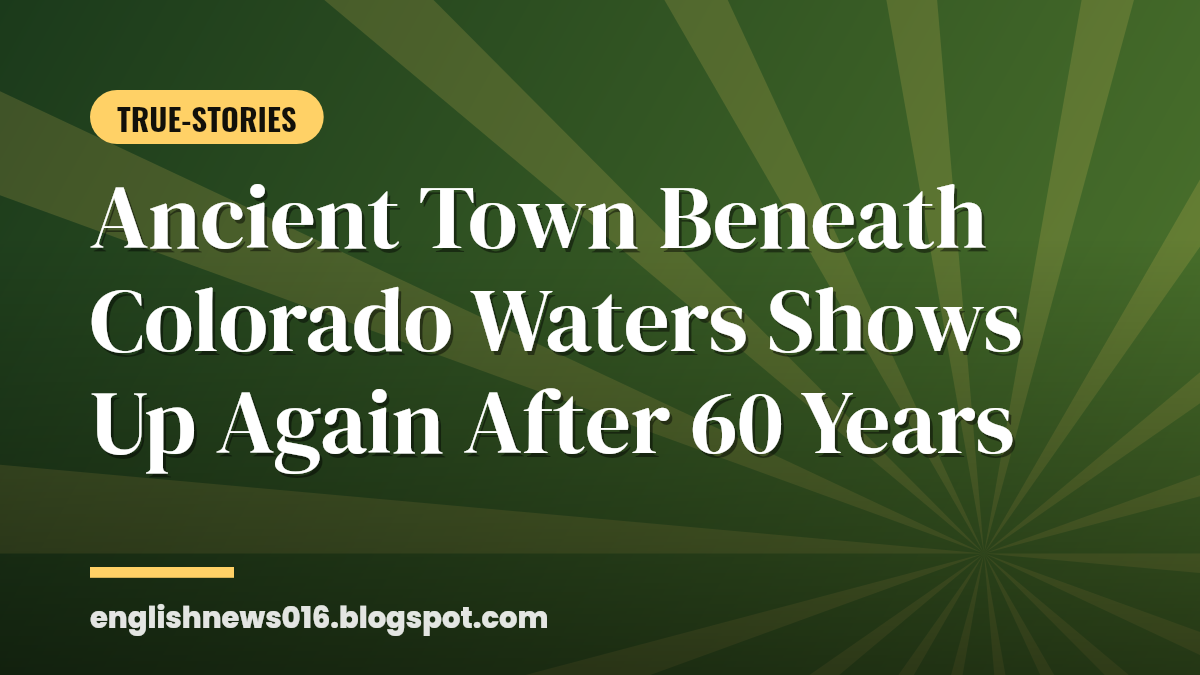 TRUE-STORIES
Ancient Town Beneath
Colorado Waters Shows
Up Again After 60 Years
englishnews016.blogspot.com